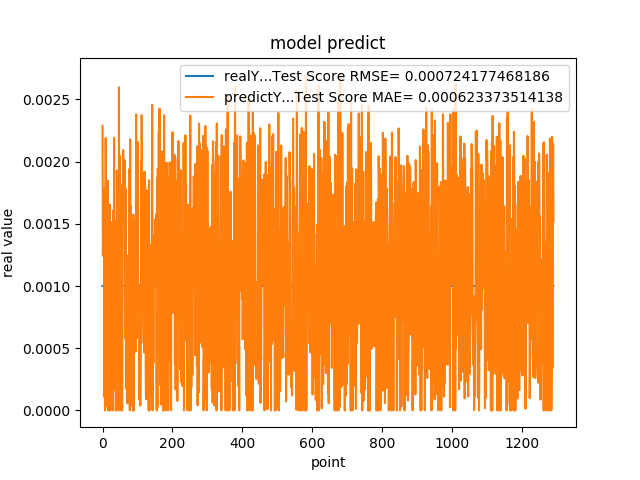 model predict
realY...Test Score RMSE= 0.000724177468186
predictY...Test Score MAE= 0.000623373514138
real value
0.0025
0.0020
0.0015
0.0010
0.0005
0.0000
0 200 400 600 800 1000 1200
point